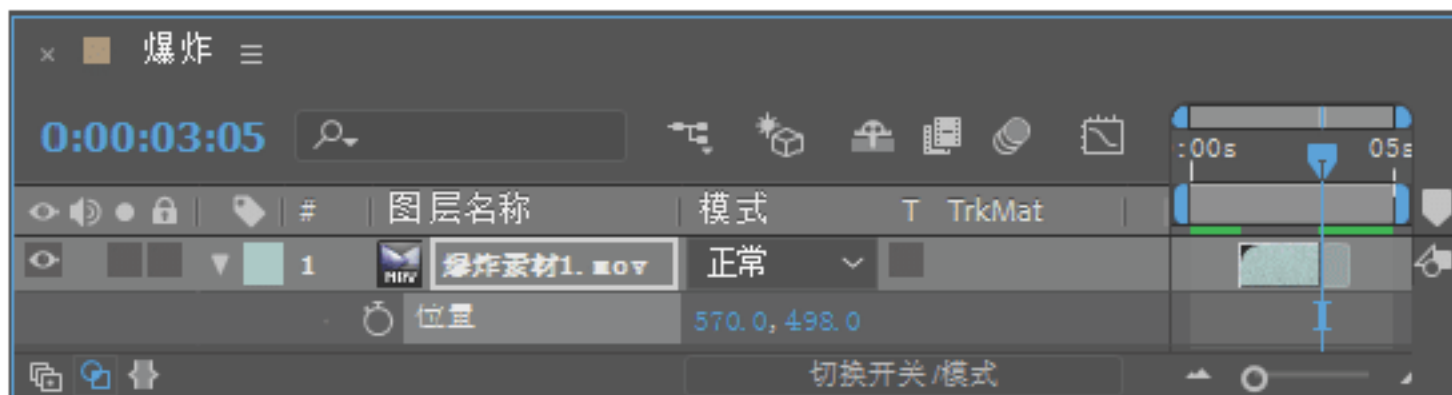 × 爆炸 ≡
0:00:03:05
:00s 05s
# 图层名称 模式 T TrkMat
1 爆炸素材1.mov 正常
位置 570.0,498.0
切换开关/模式